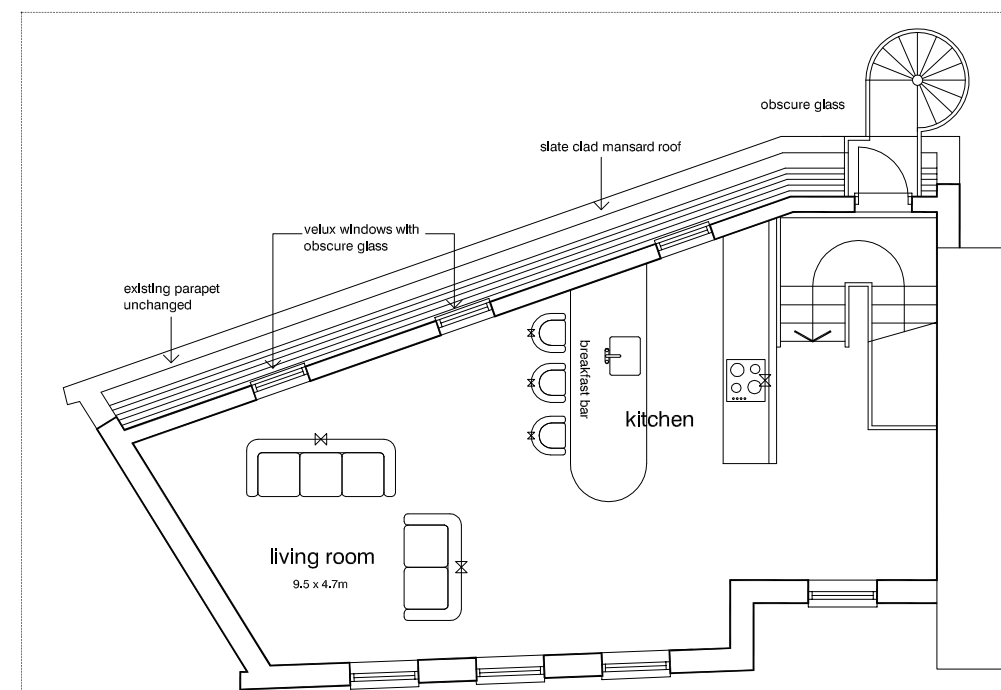 obscure glass
slate clad mansard roof
velux windows with
obscure glass
existing parapet
unchanged
breakfast bar
kitchen
living room
9.5 x 4.7m